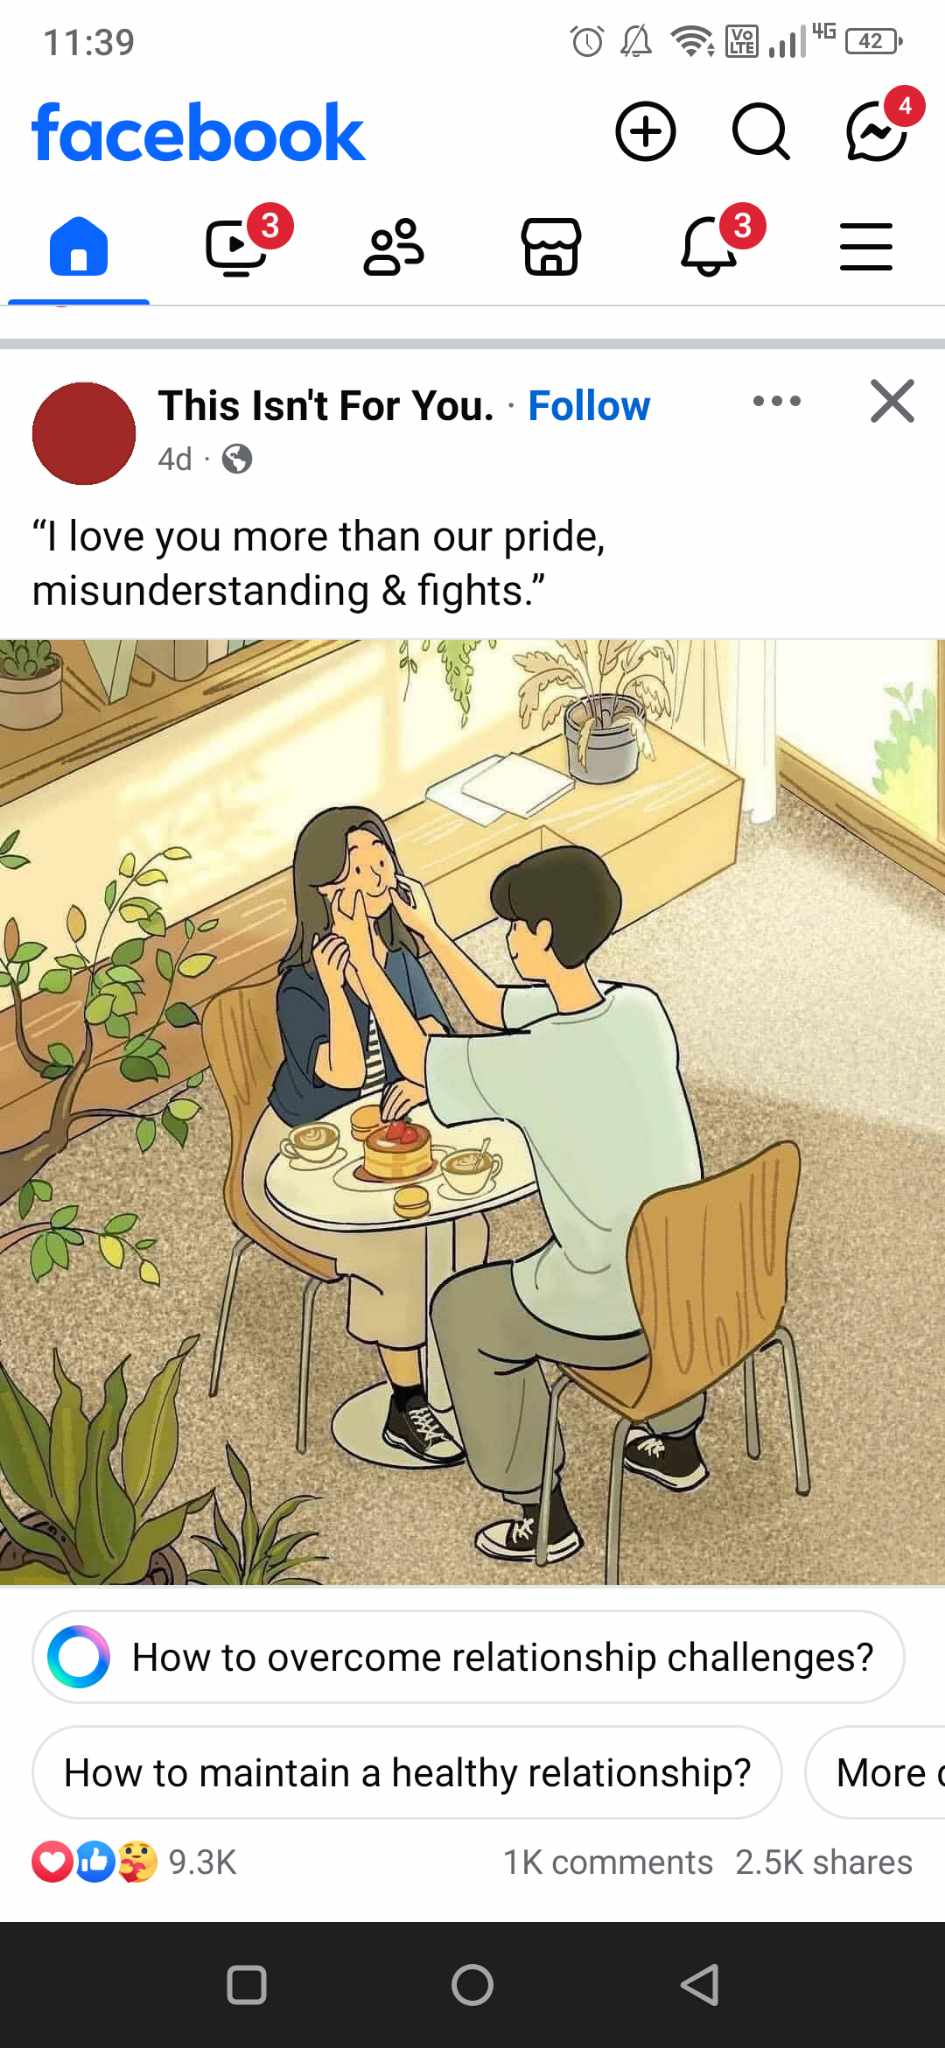 11:39
VO LTE
4G
42
facebook
4
3
3
This Isn't For You. · Follow
4d ·
“I love you more than our pride,
misunderstanding & fights.”
How to overcome relationship challenges?
How to maintain a healthy relationship?
More
9.3K
1K comments 2.5K shares